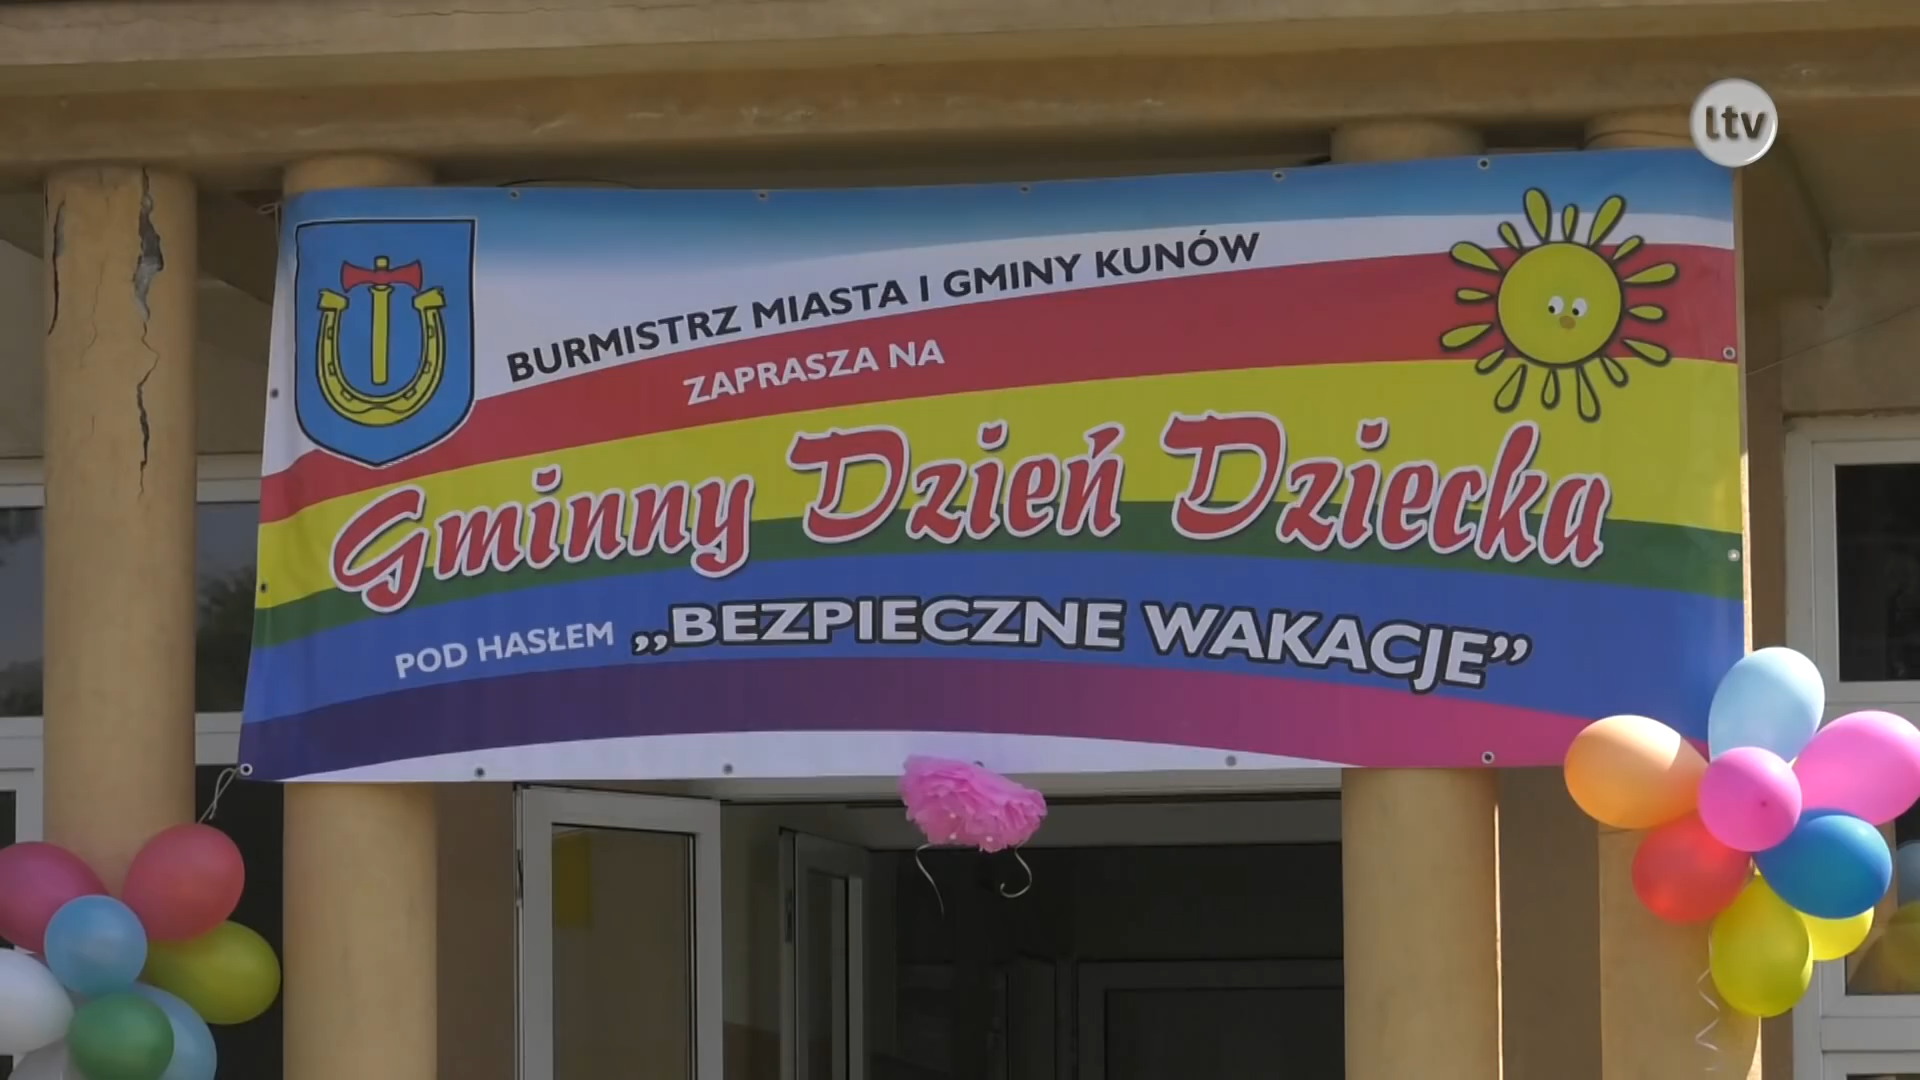 ltv
BURMISTRZ MIASTA I GMINY KUNÓW
ZAPRASZA NA
Gminny Dzień Dziecka
POD HASŁEM „BEZPIECZNE WAKACJE”